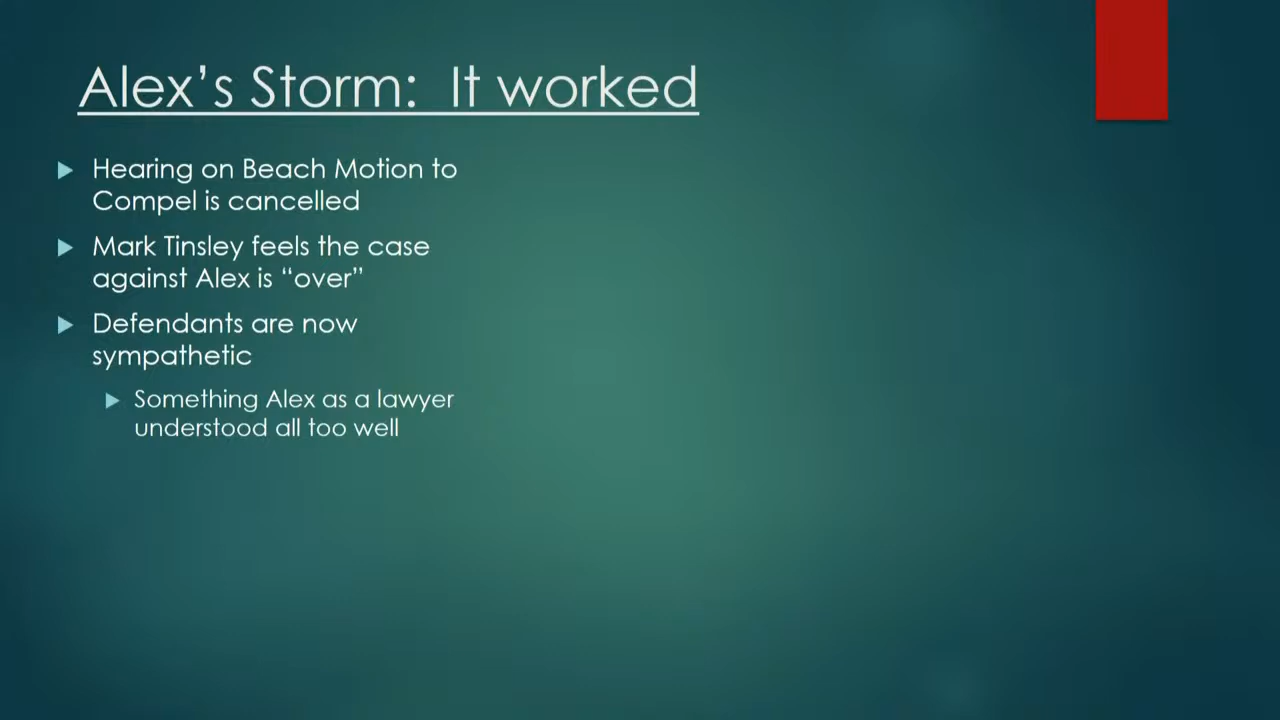 Alex's Storm:  It worked
Hearing on Beach Motion to
Compel is cancelled
Mark Tinsley feels the case
against Alex is “over”
Defendants are now
sympathetic
Something Alex as a lawyer
understood all too well